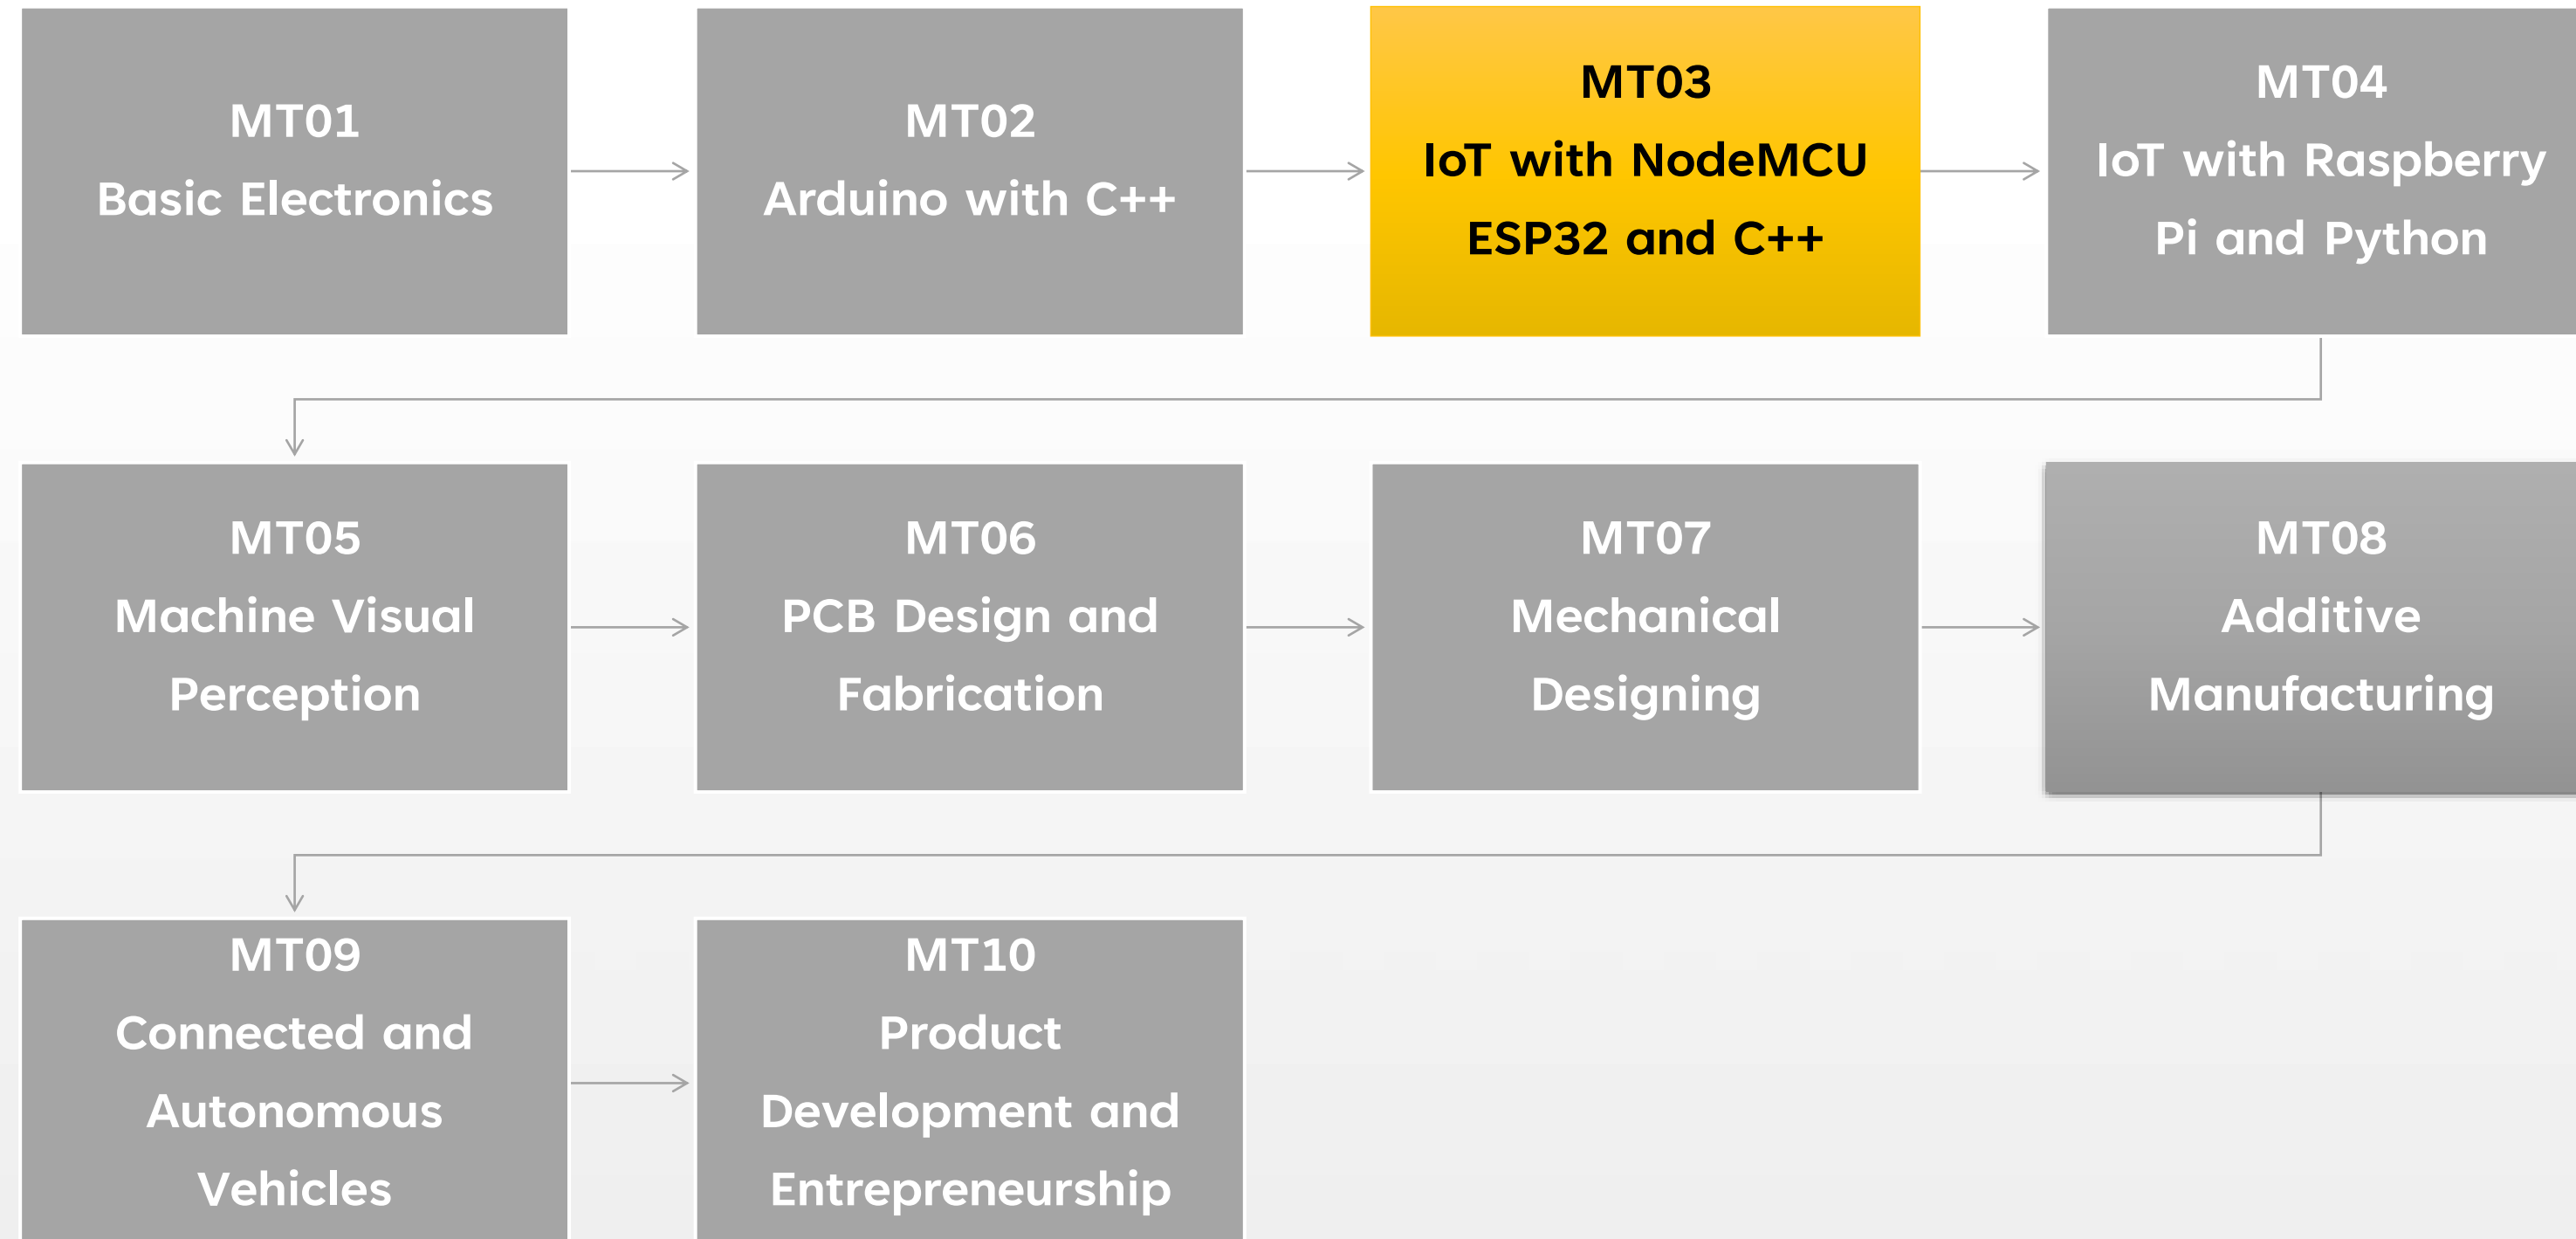 MT01
Basic Electronics
MT02
Arduino with C++
MT03
IoT with NodeMCU
ESP32 and C++
MT04
IoT with Raspberry
Pi and Python
MT05
Machine Visual
Perception
MT06
PCB Design and
Fabrication
MT07
Mechanical
Designing
MT08
Additive
Manufacturing
MT09
Connected and
Autonomous
Vehicles
MT10
Product
Development and
Entrepreneurship